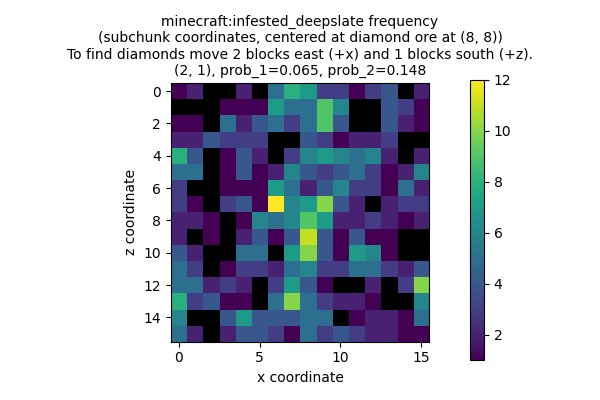 minecraft:infested_deepslate frequency
(subchunk coordinates, centered at diamond ore at (8, 8))
To find diamonds move 2 blocks east (+x) and 1 blocks south (+z).
(2, 1), prob_1=0.065, prob_2=0.148
0
2
4
6
8
10
12
14
z coordinate
0 5 10 15
x coordinate
12
10
8
6
4
2